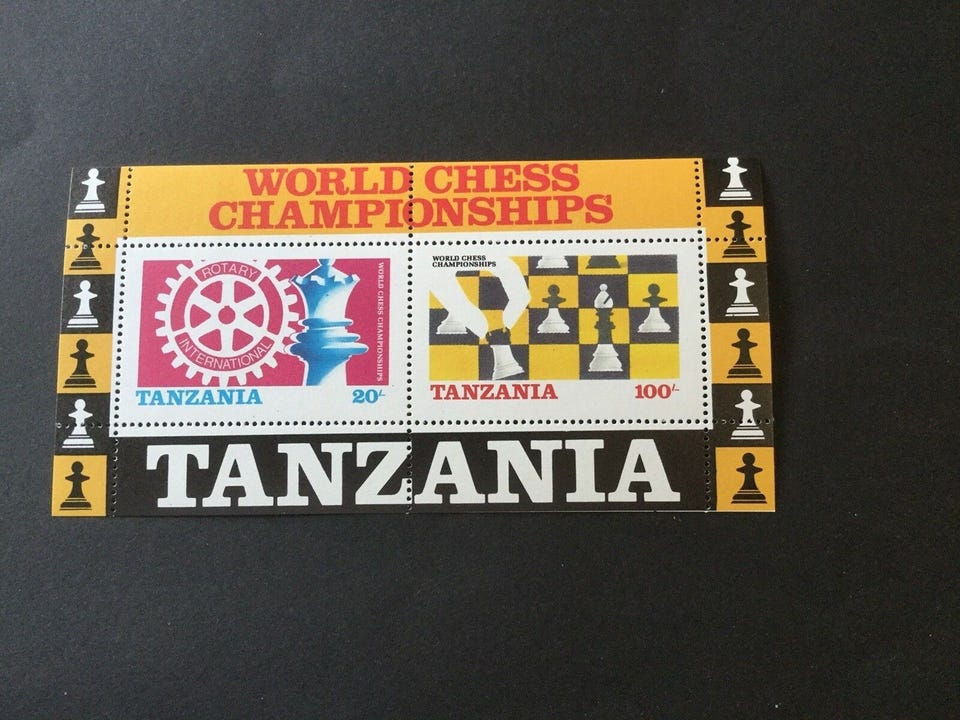 WORLD CHESS
CHAMPIONSHIPS
ROTARY
INTERNATIONAL
WORLD CHESS CHAMPIONSHIPS
TANZANIA 20/-
WORLD CHESS
CHAMPIONSHIPS
TANZANIA 100/-
TANZANIA